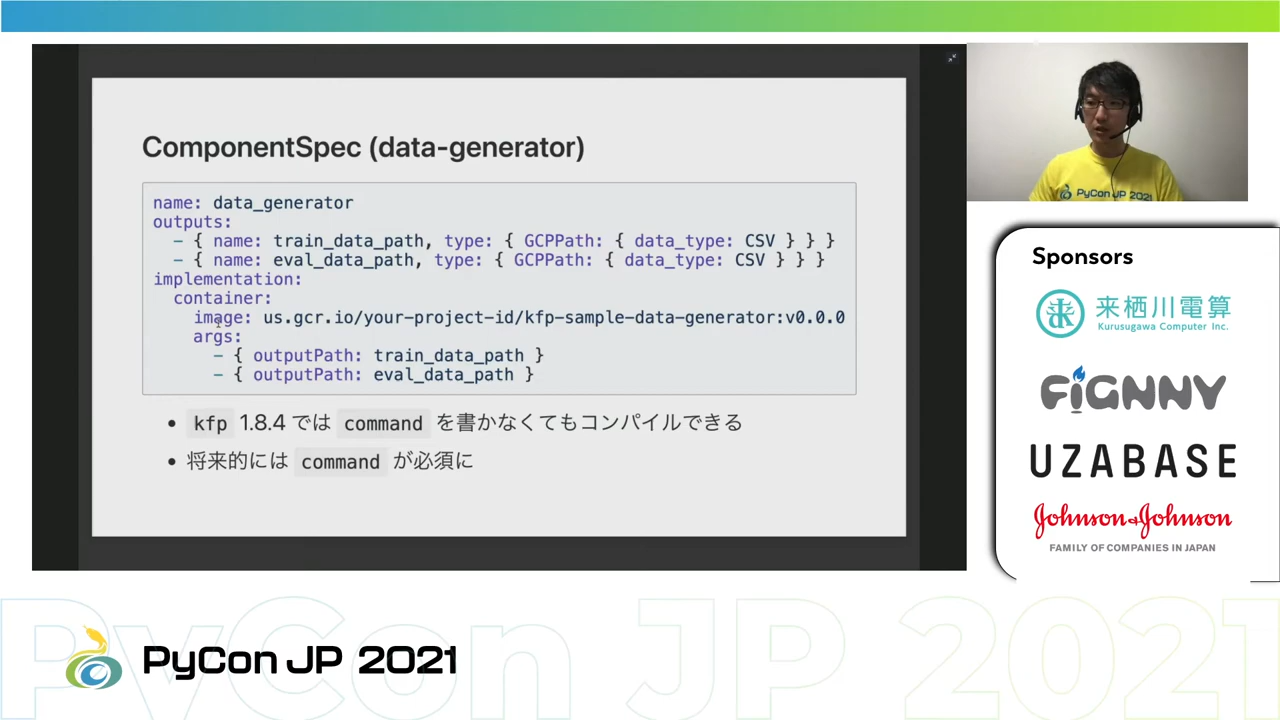 ComponentSpec (data-generator)
name: data_generator
outputs:
- { name: train_data_path, type: { GCPPath: { data_type: CSV } } }
- { name: eval_data_path, type: { GCPPath: { data_type: CSV } } }
implementation:
container:
image: us.gcr.io/your-project-id/kfp-sample-data-generator:v0.0.0
args:
- { outputPath: train_data_path }
- { outputPath: eval_data_path }
• kfp 1.8.4 では command を書かなくてもコンパイルできる
• 将来的には command が必須に
PyCon JP 2021
Sponsors
来栖川電算
Kurusugawa Computer Inc.
FiGNNY
UZABASE
Johnson & Johnson
FAMILY OF COMPANIES IN JAPAN
PyCon JP 2021
PyCon JP 2021